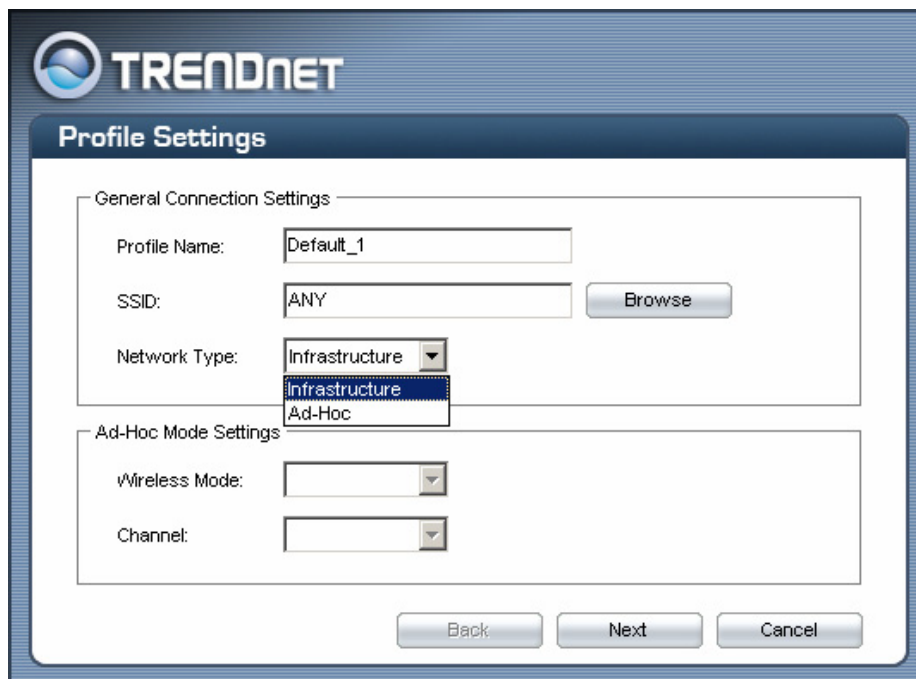 TRENDnet
Profile Settings
General Connection Settings
Profile Name: Default_1
SSID: ANY Browse
Network Type: Infrastructure
Infrastructure
Ad-Hoc
Ad-Hoc Mode Settings
Wireless Mode:
Channel:
Back Next Cancel